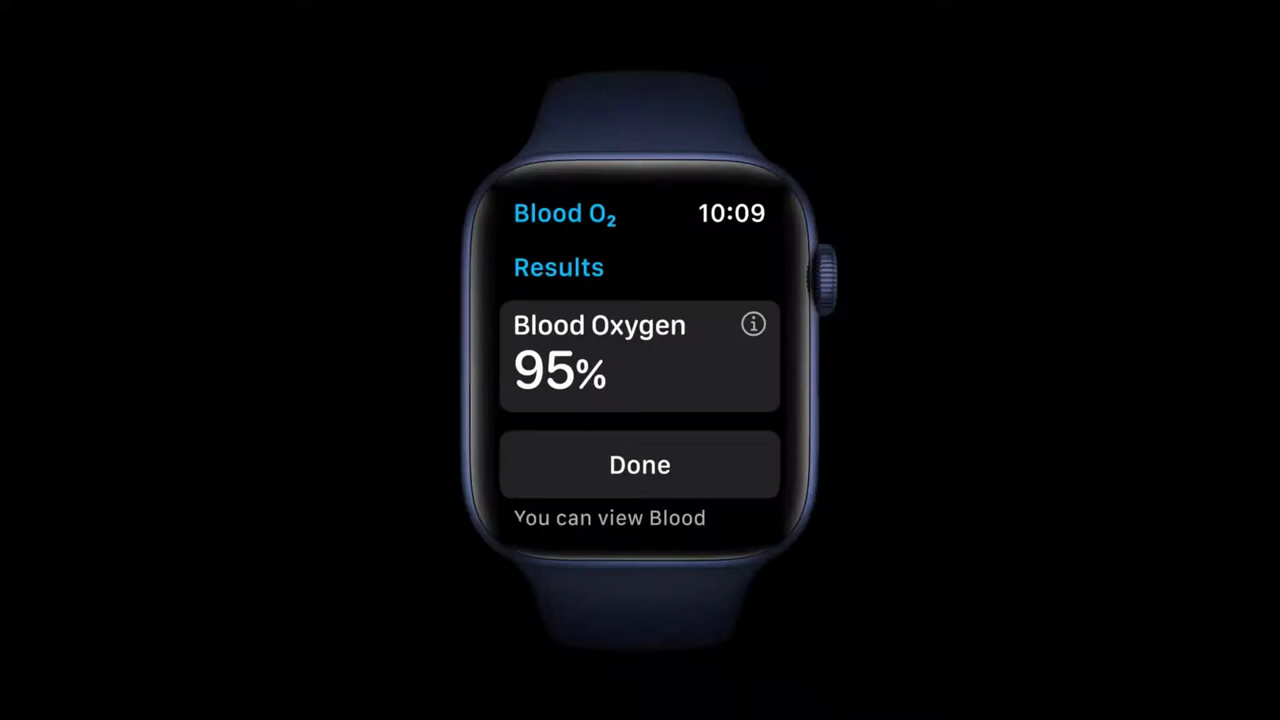 Blood O₂ 10:09
Results
Blood Oxygen
95%
Done
You can view Blood